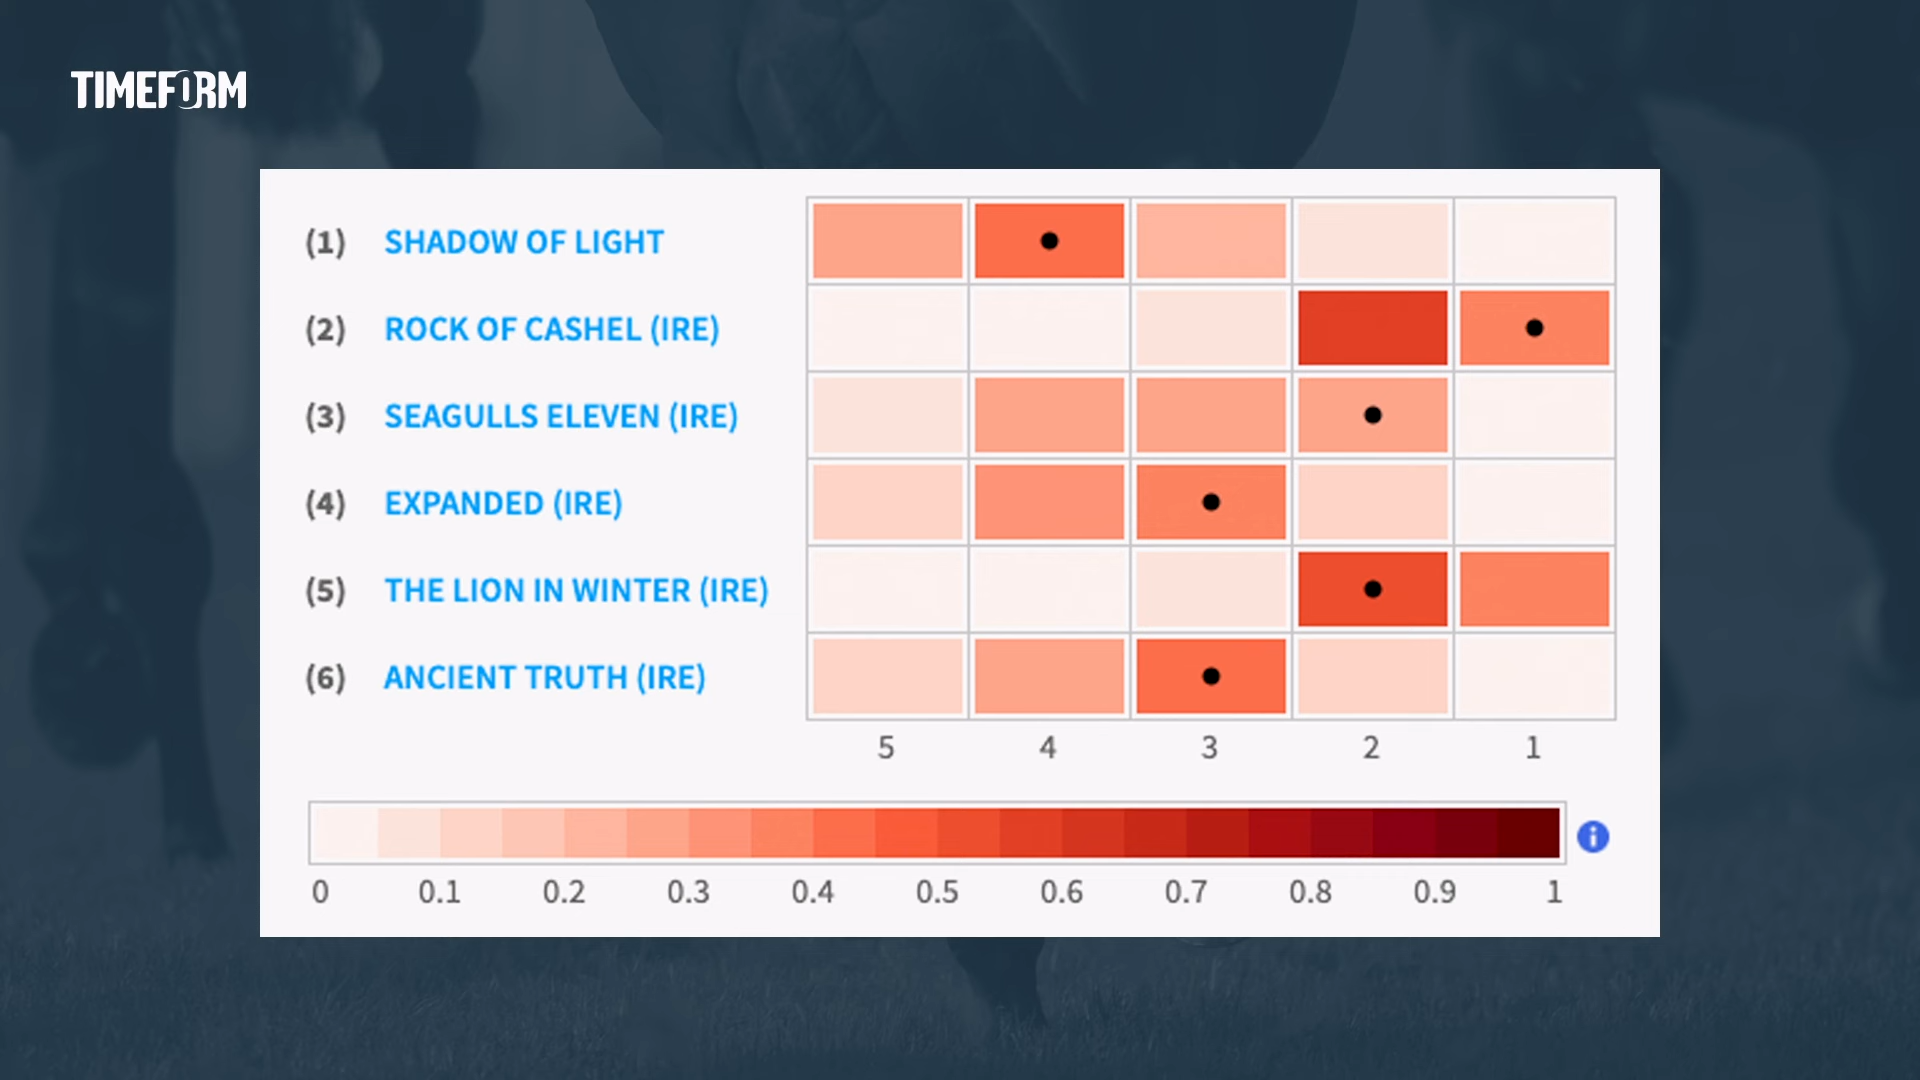 TIMEFORM
(1) SHADOW OF LIGHT
(2) ROCK OF CASHEL (IRE)
(3) SEAGULLS ELEVEN (IRE)
(4) EXPANDED (IRE)
(5) THE LION IN WINTER (IRE)
(6) ANCIENT TRUTH (IRE)
5 4 3 2 1
0 0.1 0.2 0.3 0.4 0.5 0.6 0.7 0.8 0.9 1
i